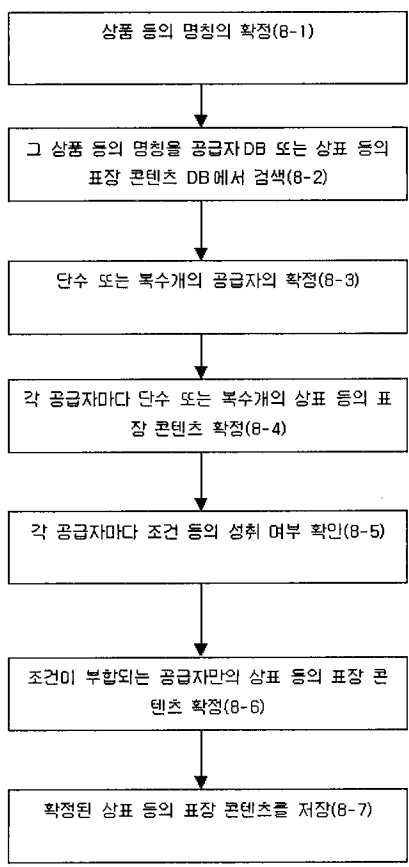 상품 등의 명칭의 확정(8-1)
그 상품 등의 명칭을 공급자DB 또는 상표 등의
표장 콘텐츠 DB에서 검색(8-2)
단수 또는 복수개의 공급자의 확정(8-3)
각 공급자마다 단수 또는 복수개의 상표 등의 표
장 콘텐츠 확정(8-4)
각 공급자마다 조건 등의 성취 여부 확인(8-5)
조건이 부합되는 공급자만의 상표 등의 표장 콘
텐츠 확정(8-6)
확정된 상표 등의 표장 콘텐츠를 저장(8-7)